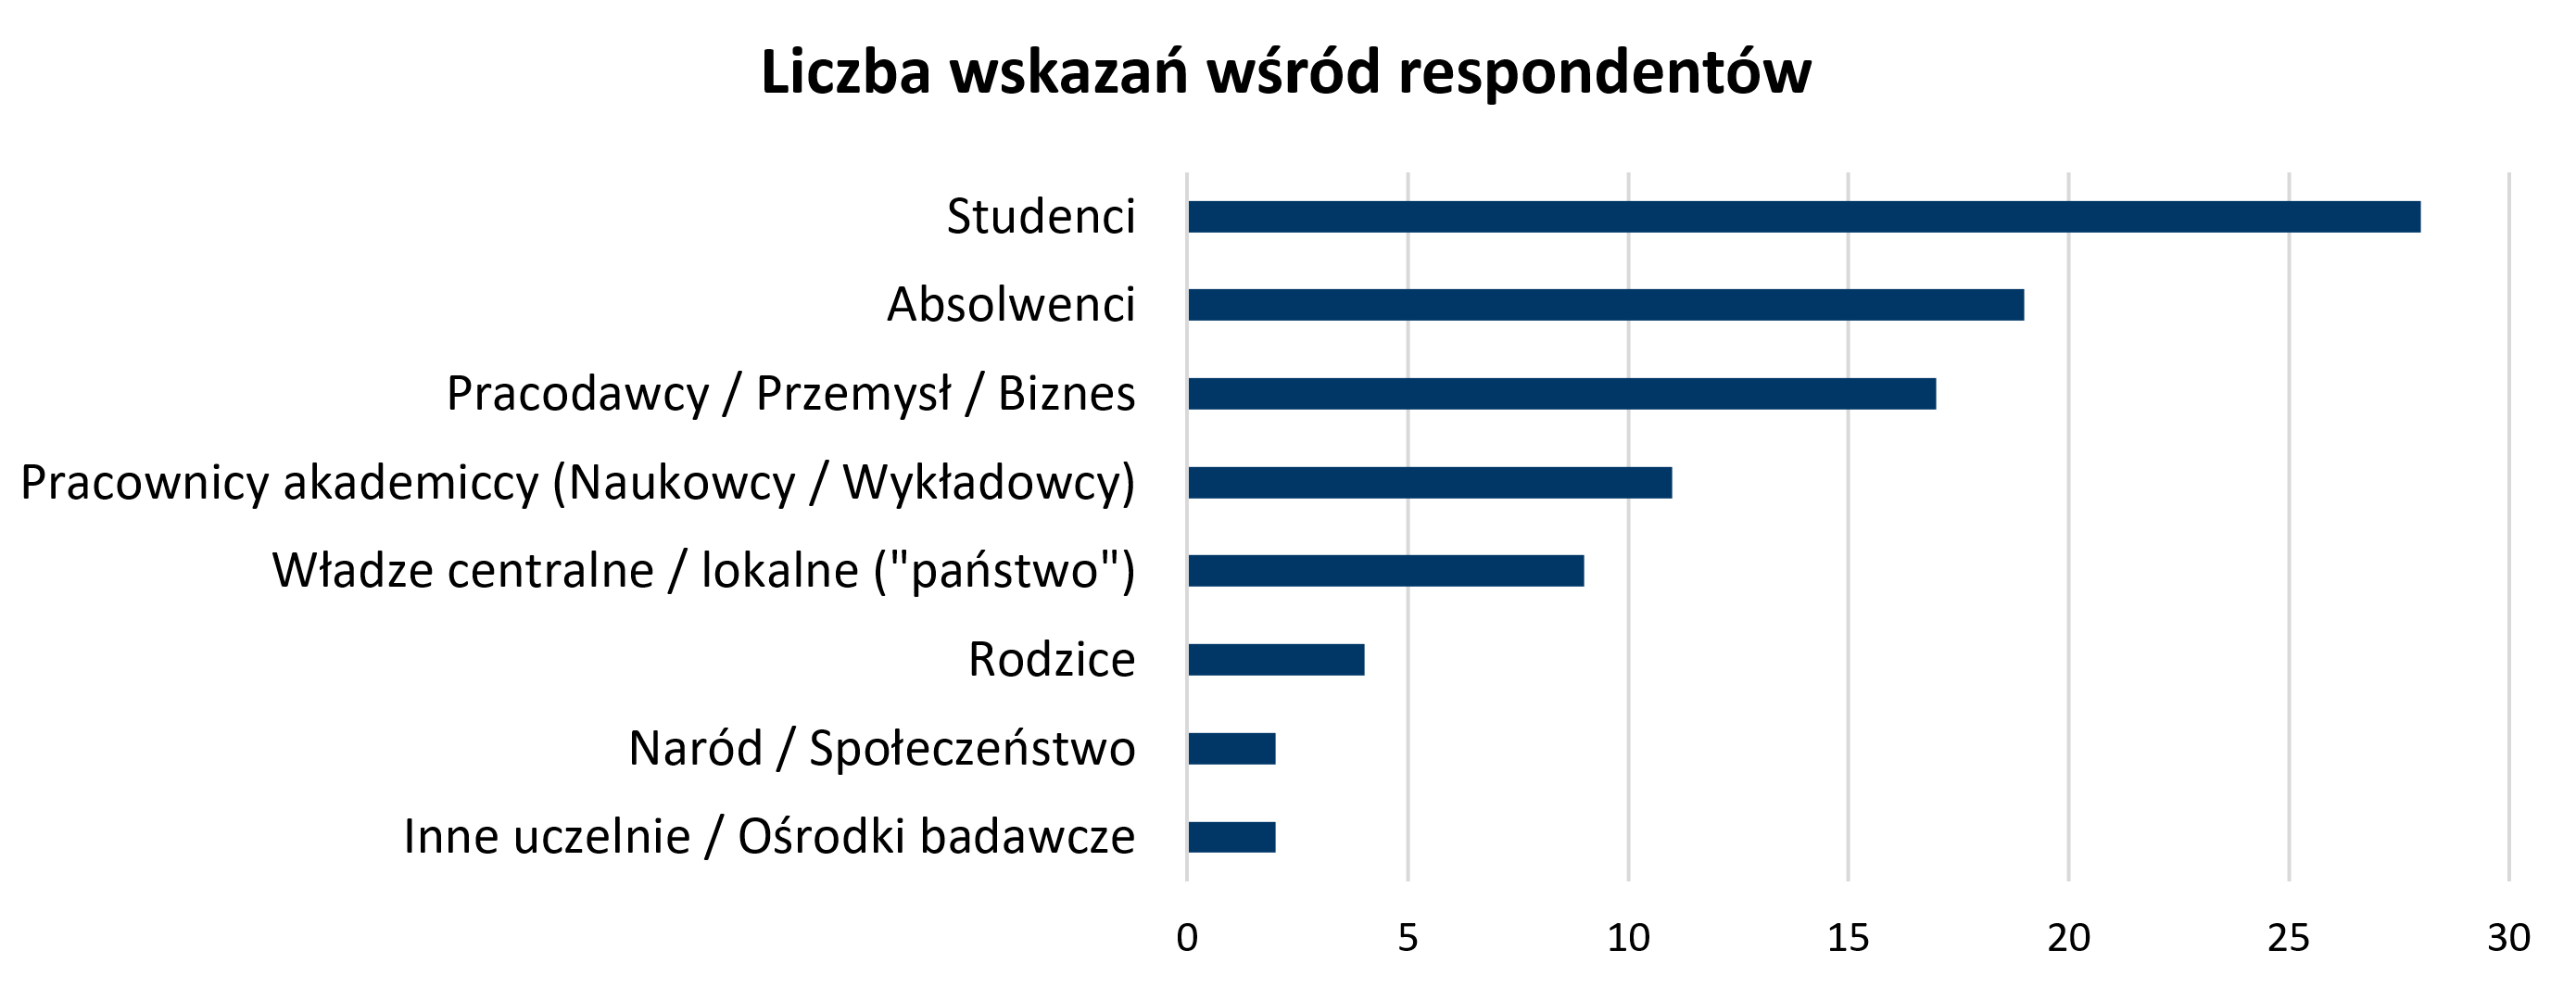 Liczba wskazań wśród respondentów
Studenci
Absolwenci
Pracodawcy / Przemysł / Biznes
Pracownicy akademiccy (Naukowcy / Wykładowcy)
Władze centralne / lokalne ("państwo")
Rodzice
Naród / Społeczeństwo
Inne uczelnie / Ośrodki badawcze
0 5 10 15 20 25 30